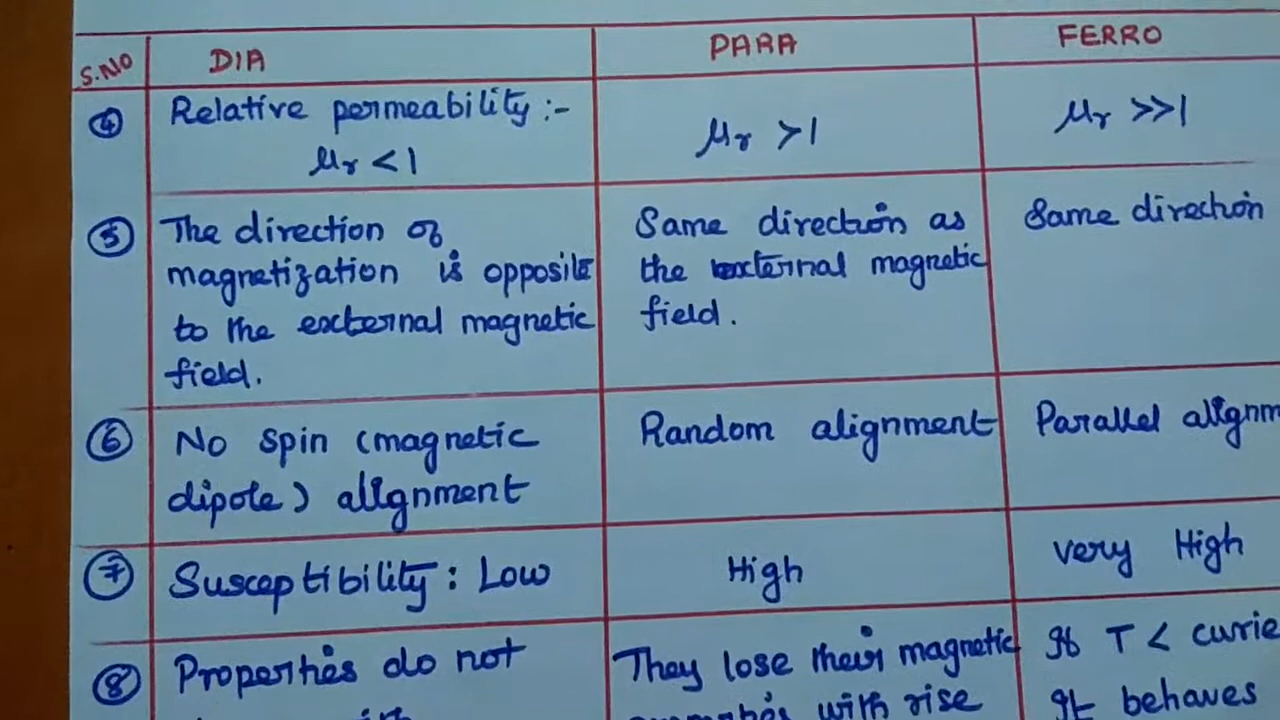 S.NO DIA PARA FERRO
④ Relative permeability :-
μr < 1
μr > 1
μr >> 1
⑤ The direction of
magnetization is opposite
to the external magnetic
field.
Same direction as
the external magnetic
field.
Same direction
⑥ No spin (magnetic
dipole) alignment
Random alignment
Parallel alignm
⑦ Susceptibility : Low
High
very High
⑧ Properties do not
They lose their magnetic
with rise
If T < curie
It behaves